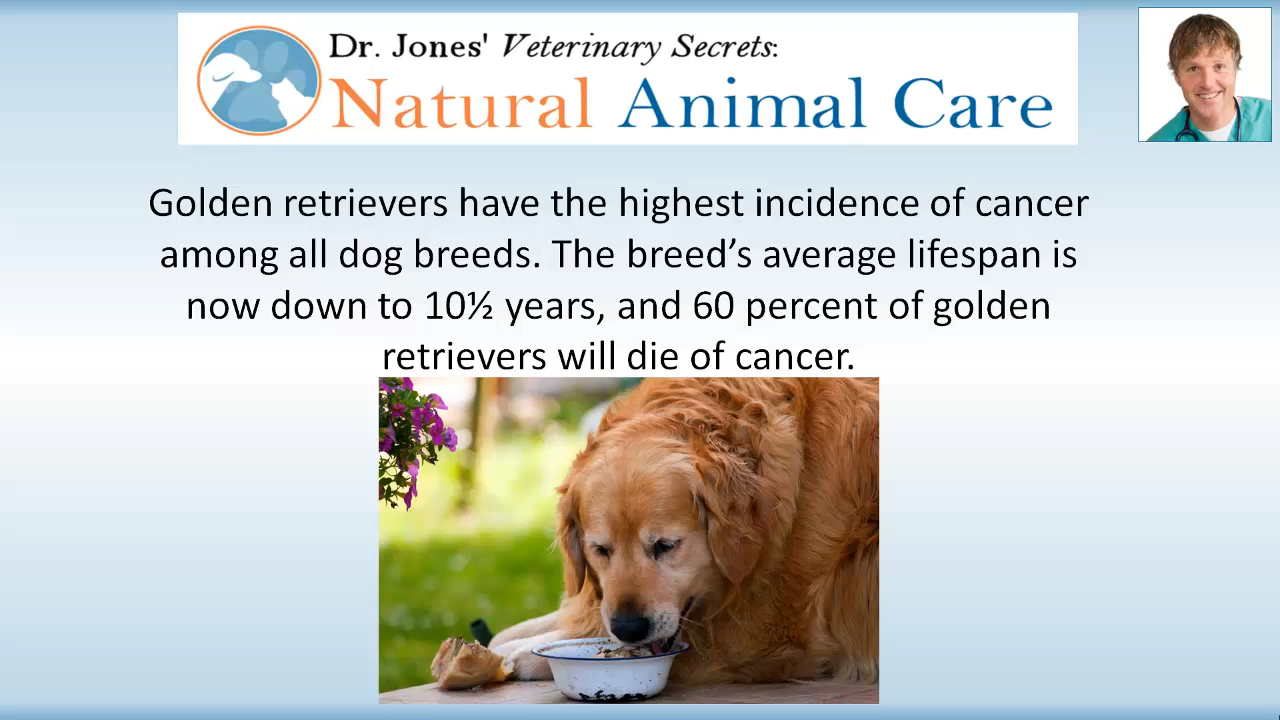 Dr. Jones' Veterinary Secrets:
Natural Animal Care
Golden retrievers have the highest incidence of cancer
among all dog breeds. The breed’s average lifespan is
now down to 10½ years, and 60 percent of golden
retrievers will die of cancer.